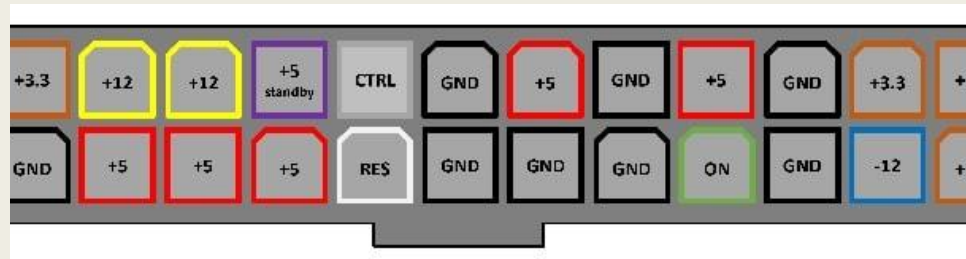 +3.3 +12 +12 +5 standby CTRL GND +5 GND +5 GND +3.3 +
GND +5 +5 +5 RES GND GND GND ON GND -12 +